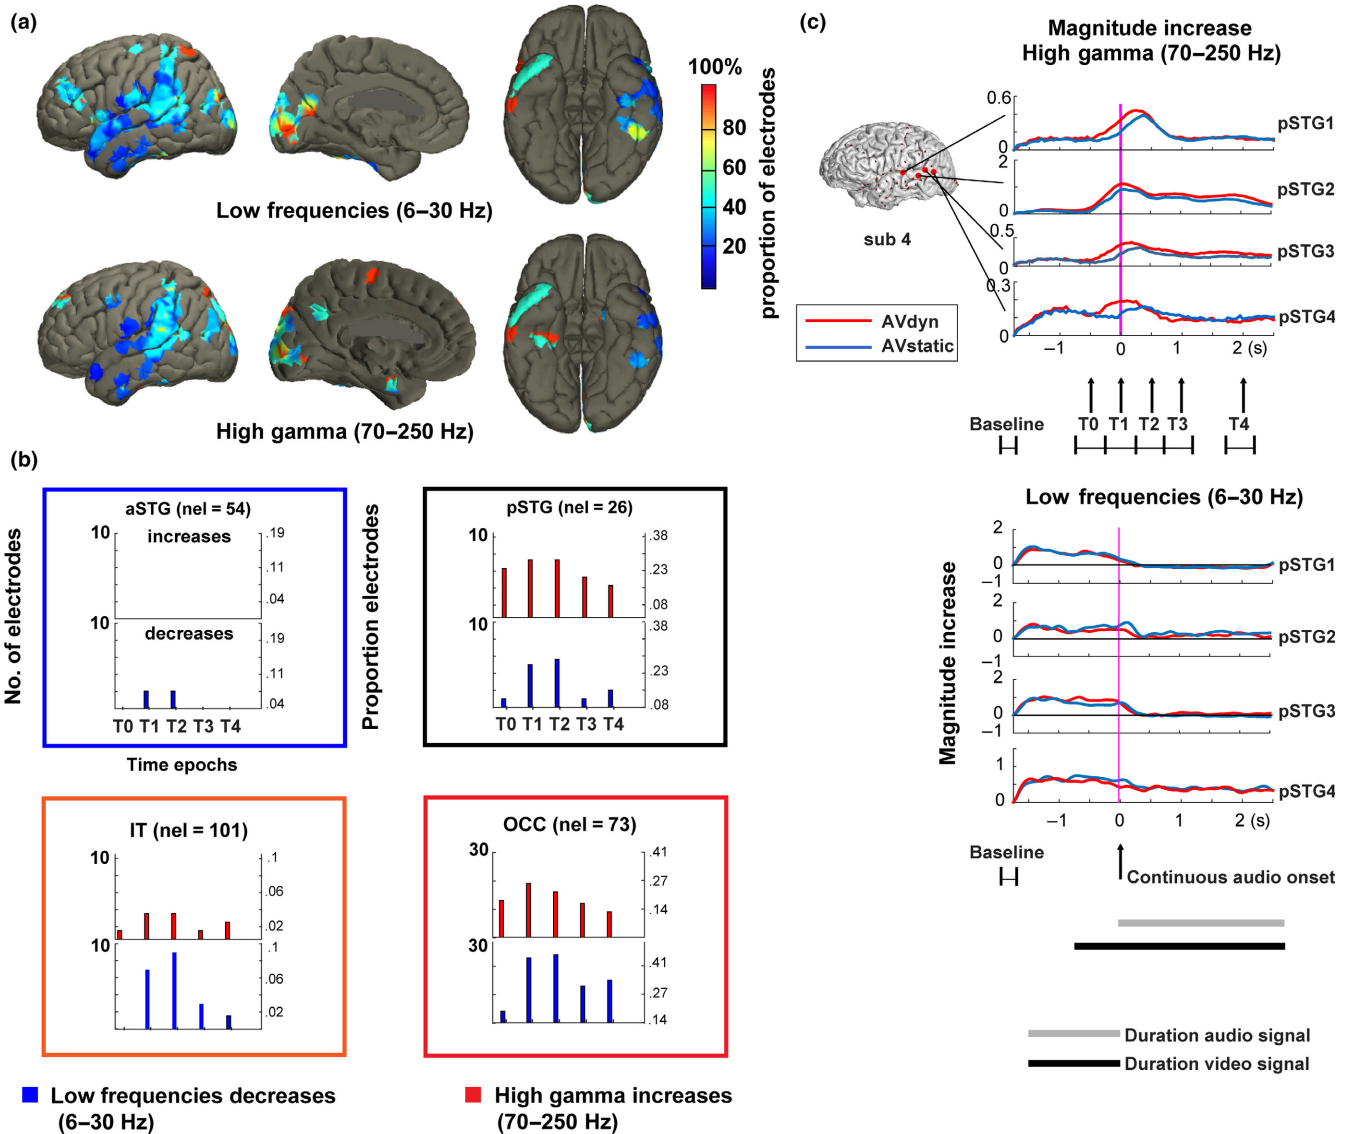 (a)
100%
80
60
40
20
proportion of electrodes
Low frequencies (6–30 Hz)
High gamma (70–250 Hz)
(b)
No. of electrodes
Proportion electrodes
aSTG (nel = 54)
10
increases
.19
.11
.04
10
decreases
.19
.11
.04
T0 T1 T2 T3 T4
Time epochs
pSTG (nel = 26)
10
.38
.23
.08
10
.38
.23
.08
T0 T1 T2 T3 T4
IT (nel = 101)
10
.1
.06
.02
10
.1
.06
.02
OCC (nel = 73)
30
.41
.27
.14
30
.41
.27
.14
Low frequencies decreases
(6–30 Hz)
High gamma increases
(70–250 Hz)
(c)
Magnitude increase
High gamma (70–250 Hz)
sub 4
AVdyn
AVstatic
0.6
0
pSTG1
2
0
pSTG2
0.5
0
pSTG3
0.3
0
pSTG4
−1 0 1 2 (s)
Baseline
T0 T1 T2 T3 T4
Low frequencies (6–30 Hz)
Magnitude increase
2
0
−1
pSTG1
2
0
−1
pSTG2
2
0
−1
pSTG3
1
0
pSTG4
−1 0 1 2 (s)
Baseline
Continuous audio onset
Duration audio signal
Duration video signal